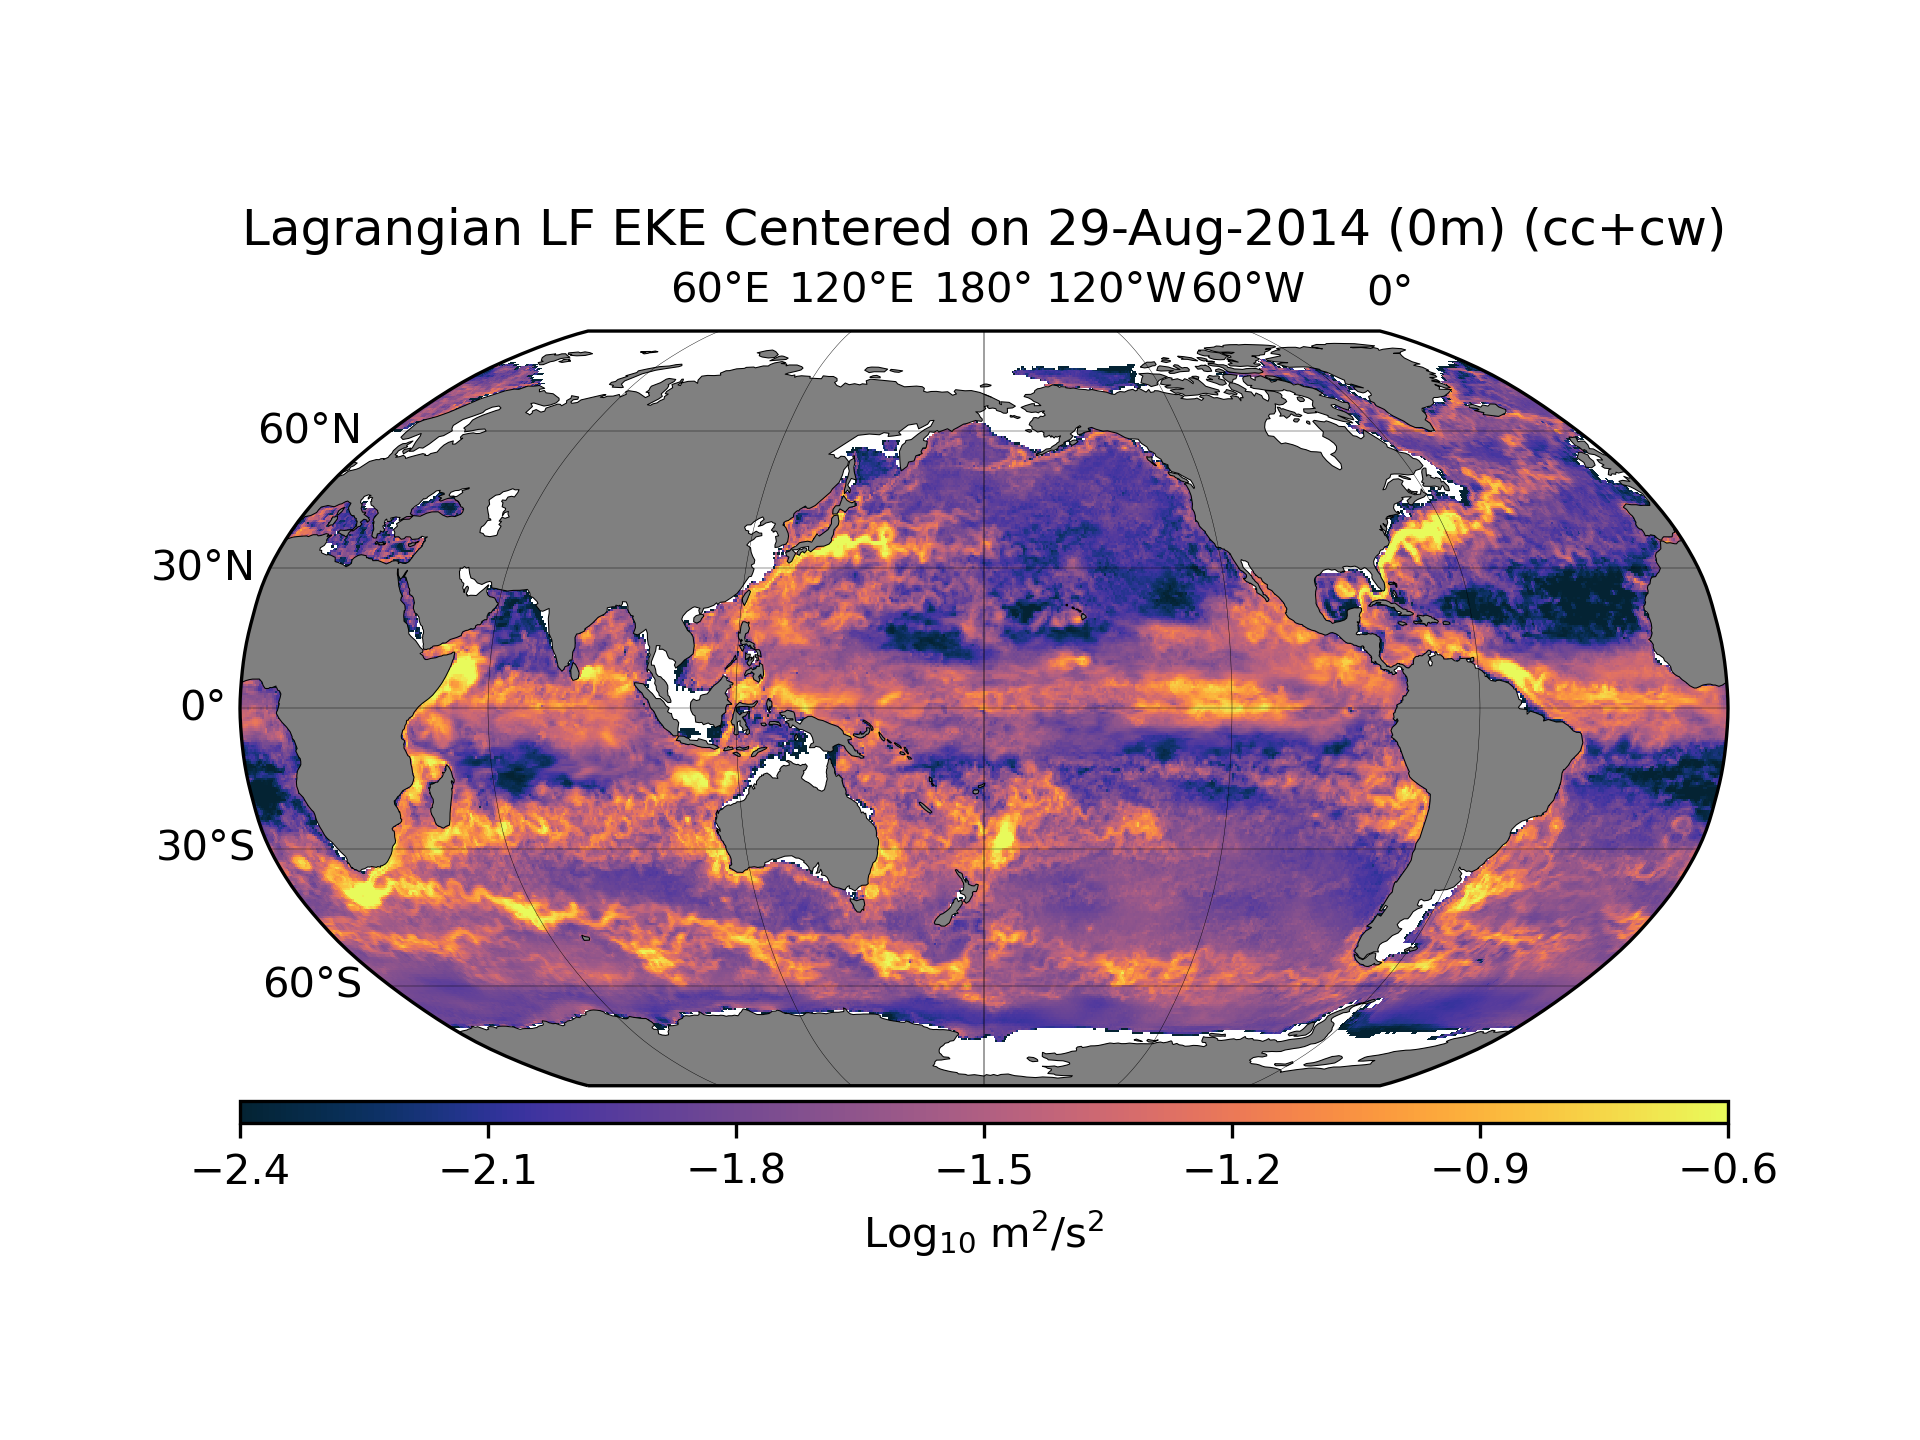 Lagrangian LF EKE Centered on 29-Aug-2014 (0m) (cc+cw)
60°E 120°E 180° 120°W 60°W 0°
60°N
30°N
0°
30°S
60°S
−2.4 −2.1 −1.8 −1.5 −1.2 −0.9 −0.6
Log₁₀ m²/s²